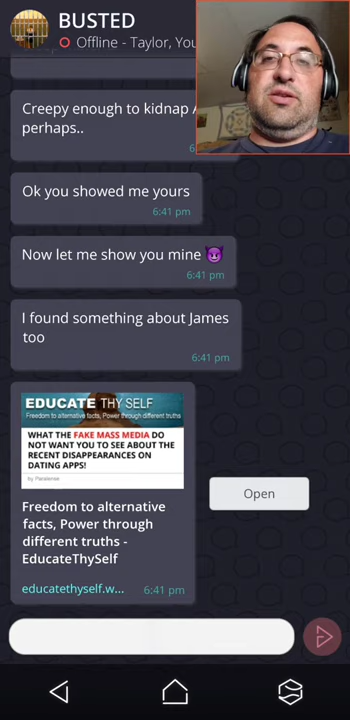 BUSTED
Offline - Taylor, You
Creepy enough to kidnap
perhaps..
Ok you showed me yours
6:41 pm
Now let me show you mine 😈
6:41 pm
I found something about James
too
6:41 pm
EDUCATE THY SELF
Freedom to alternative facts, Power through different truths
WHAT THE FAKE MASS MEDIA DO
NOT WANT YOU TO SEE ABOUT THE
RECENT DISAPPEARANCES ON
DATING APPS!
Open
Freedom to alternative
facts, Power through
different truths -
EducateThySelf
educatethyself.w... 6:41 pm